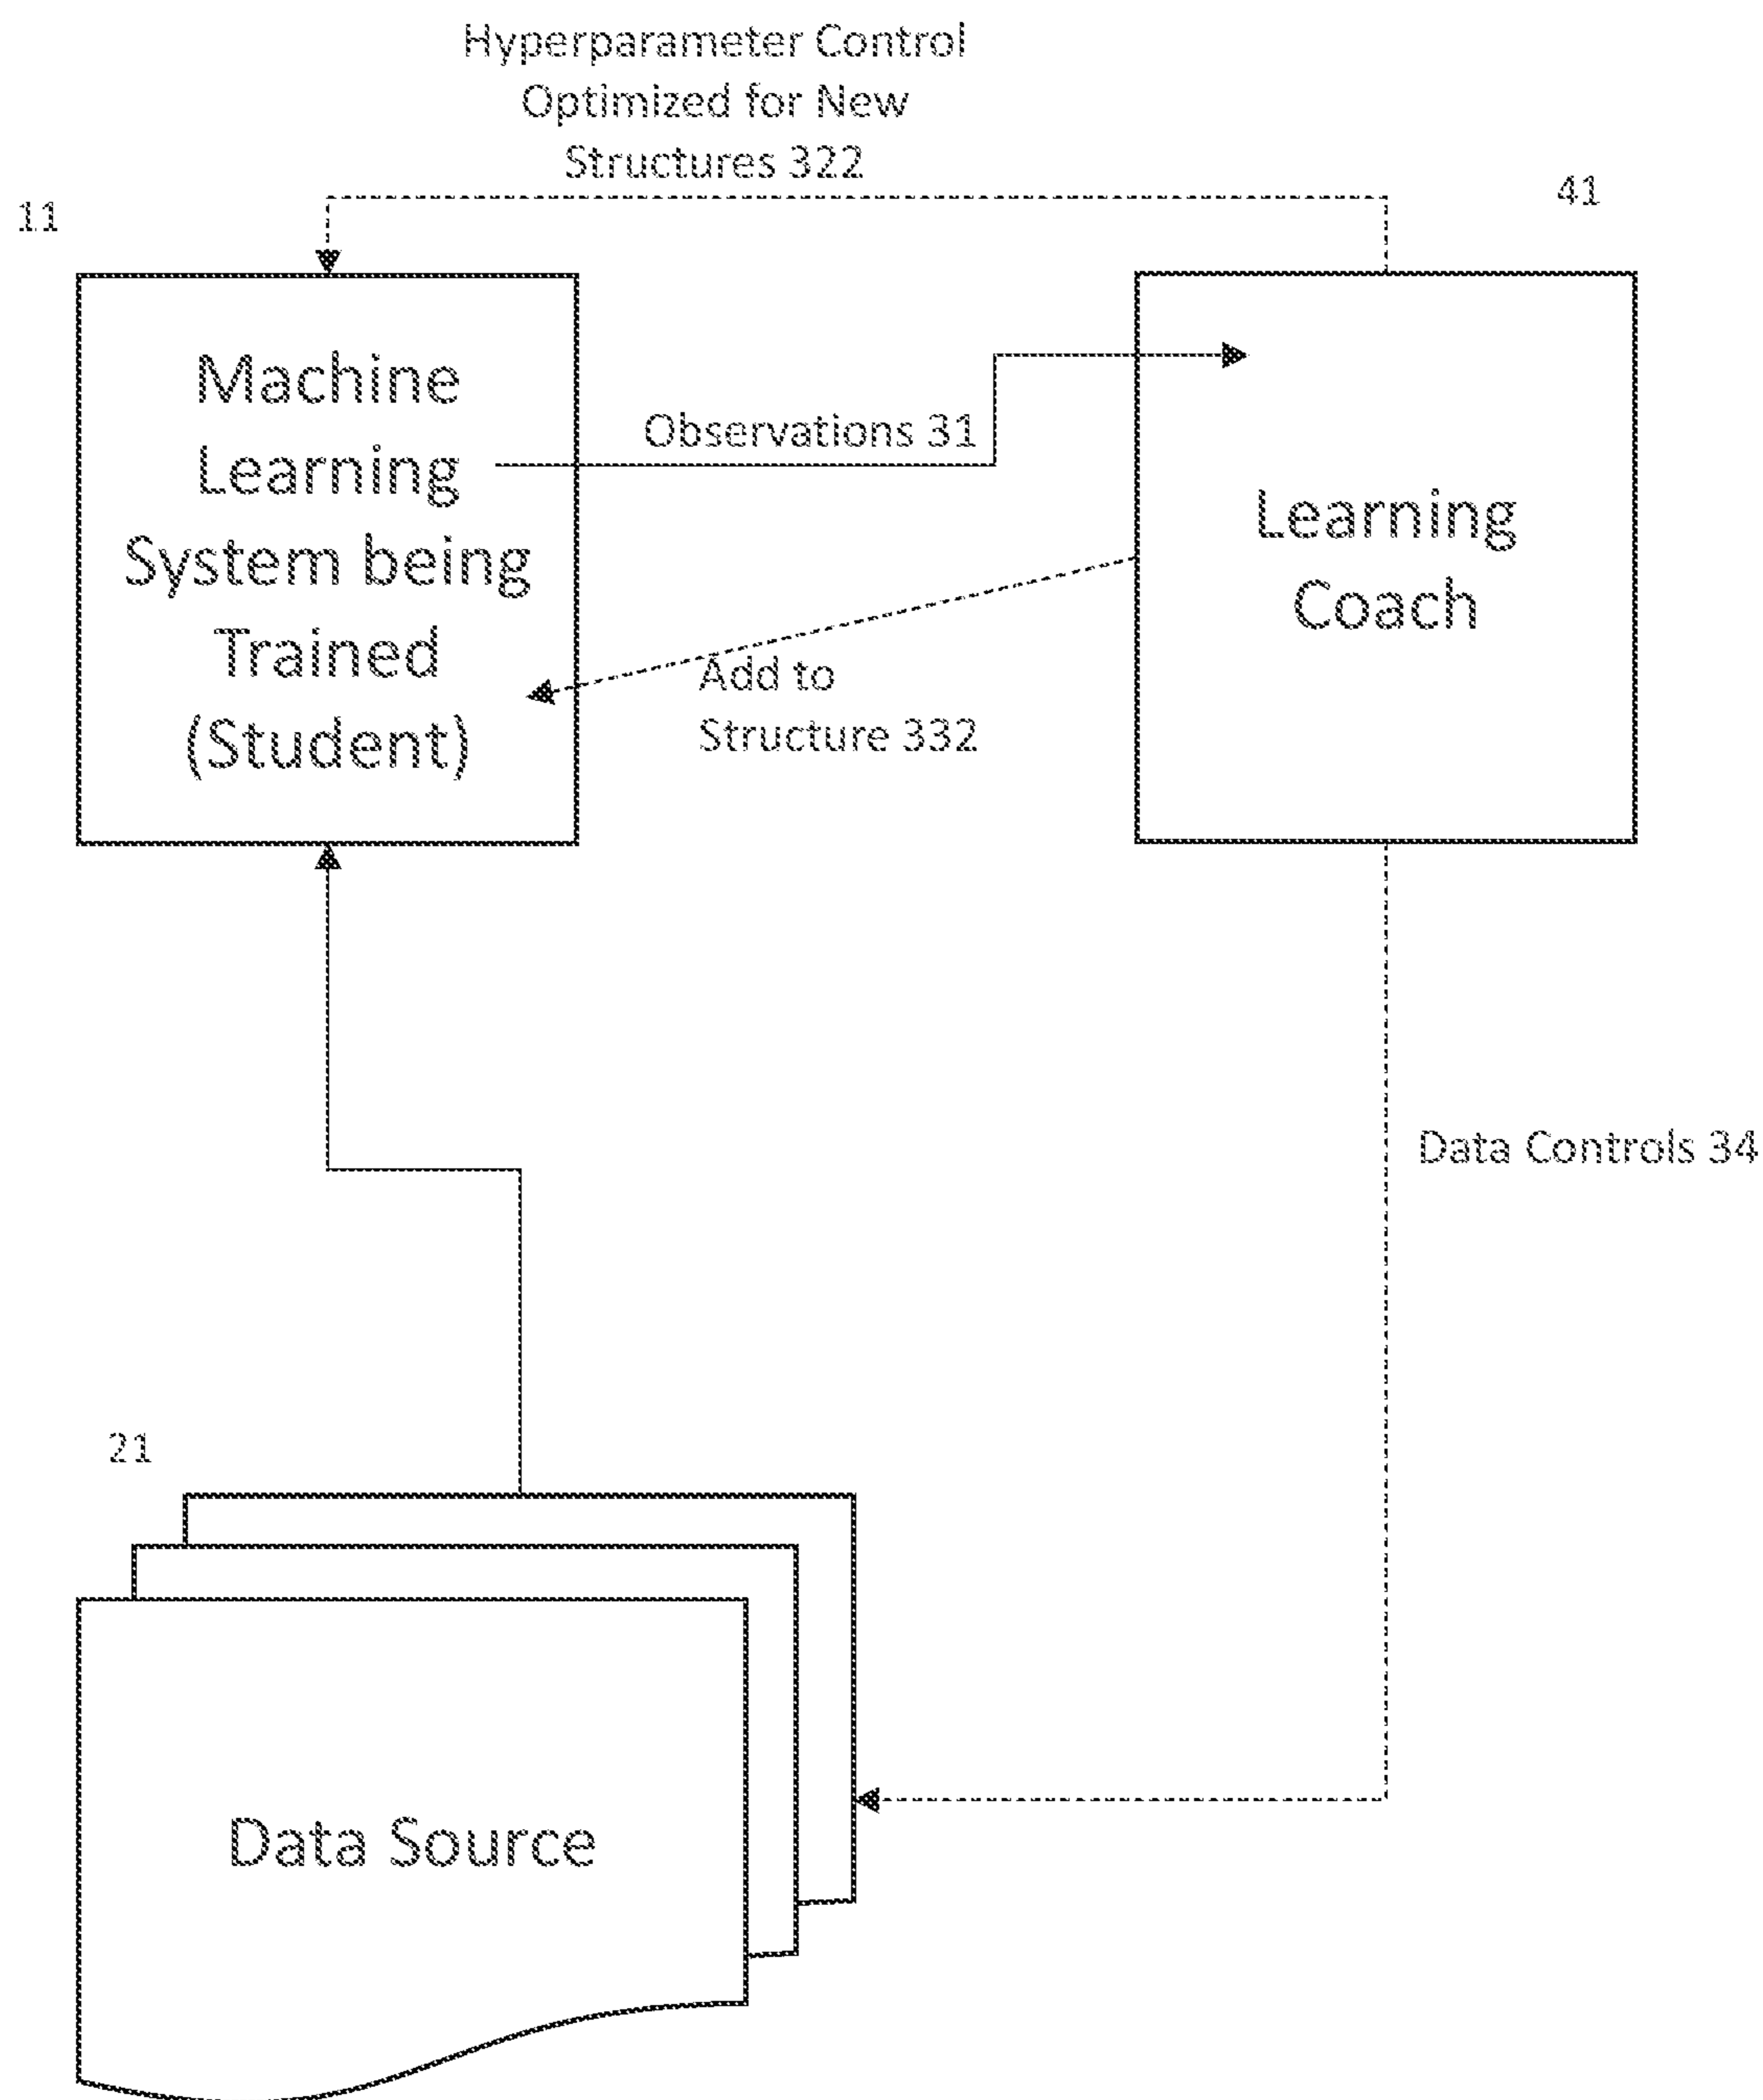 Hyperparameter Control
Optimized for New
Structures 322
11
41
Machine
Learning
System being
Trained
(Student)
Observations 31
Learning
Coach
Add to
Structure 332
Data Controls 34
21
Data Source